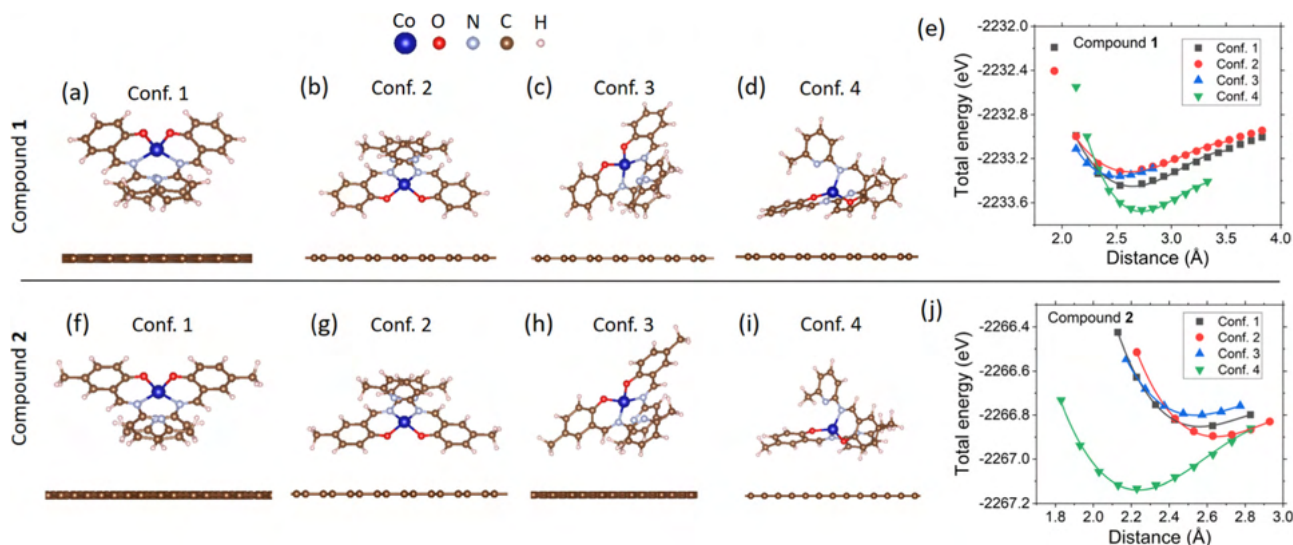 Co O N C H
Compound 1
(a) Conf. 1
(b) Conf. 2
(c) Conf. 3
(d) Conf. 4
(e)
Compound 1
Conf. 1
Conf. 2
Conf. 3
Conf. 4
Total energy (eV)
-2232.0
-2232.4
-2232.8
-2233.2
-2233.6
2.0 2.5 3.0 3.5 4.0
Distance (Å)
Compound 2
(f) Conf. 1
(g) Conf. 2
(h) Conf. 3
(i) Conf. 4
(j)
Compound 2
Conf. 1
Conf. 2
Conf. 3
Conf. 4
Total energy (eV)
-2266.4
-2266.6
-2266.8
-2267.0
-2267.2
1.8 2.0 2.2 2.4 2.6 2.8 3.0
Distance (Å)